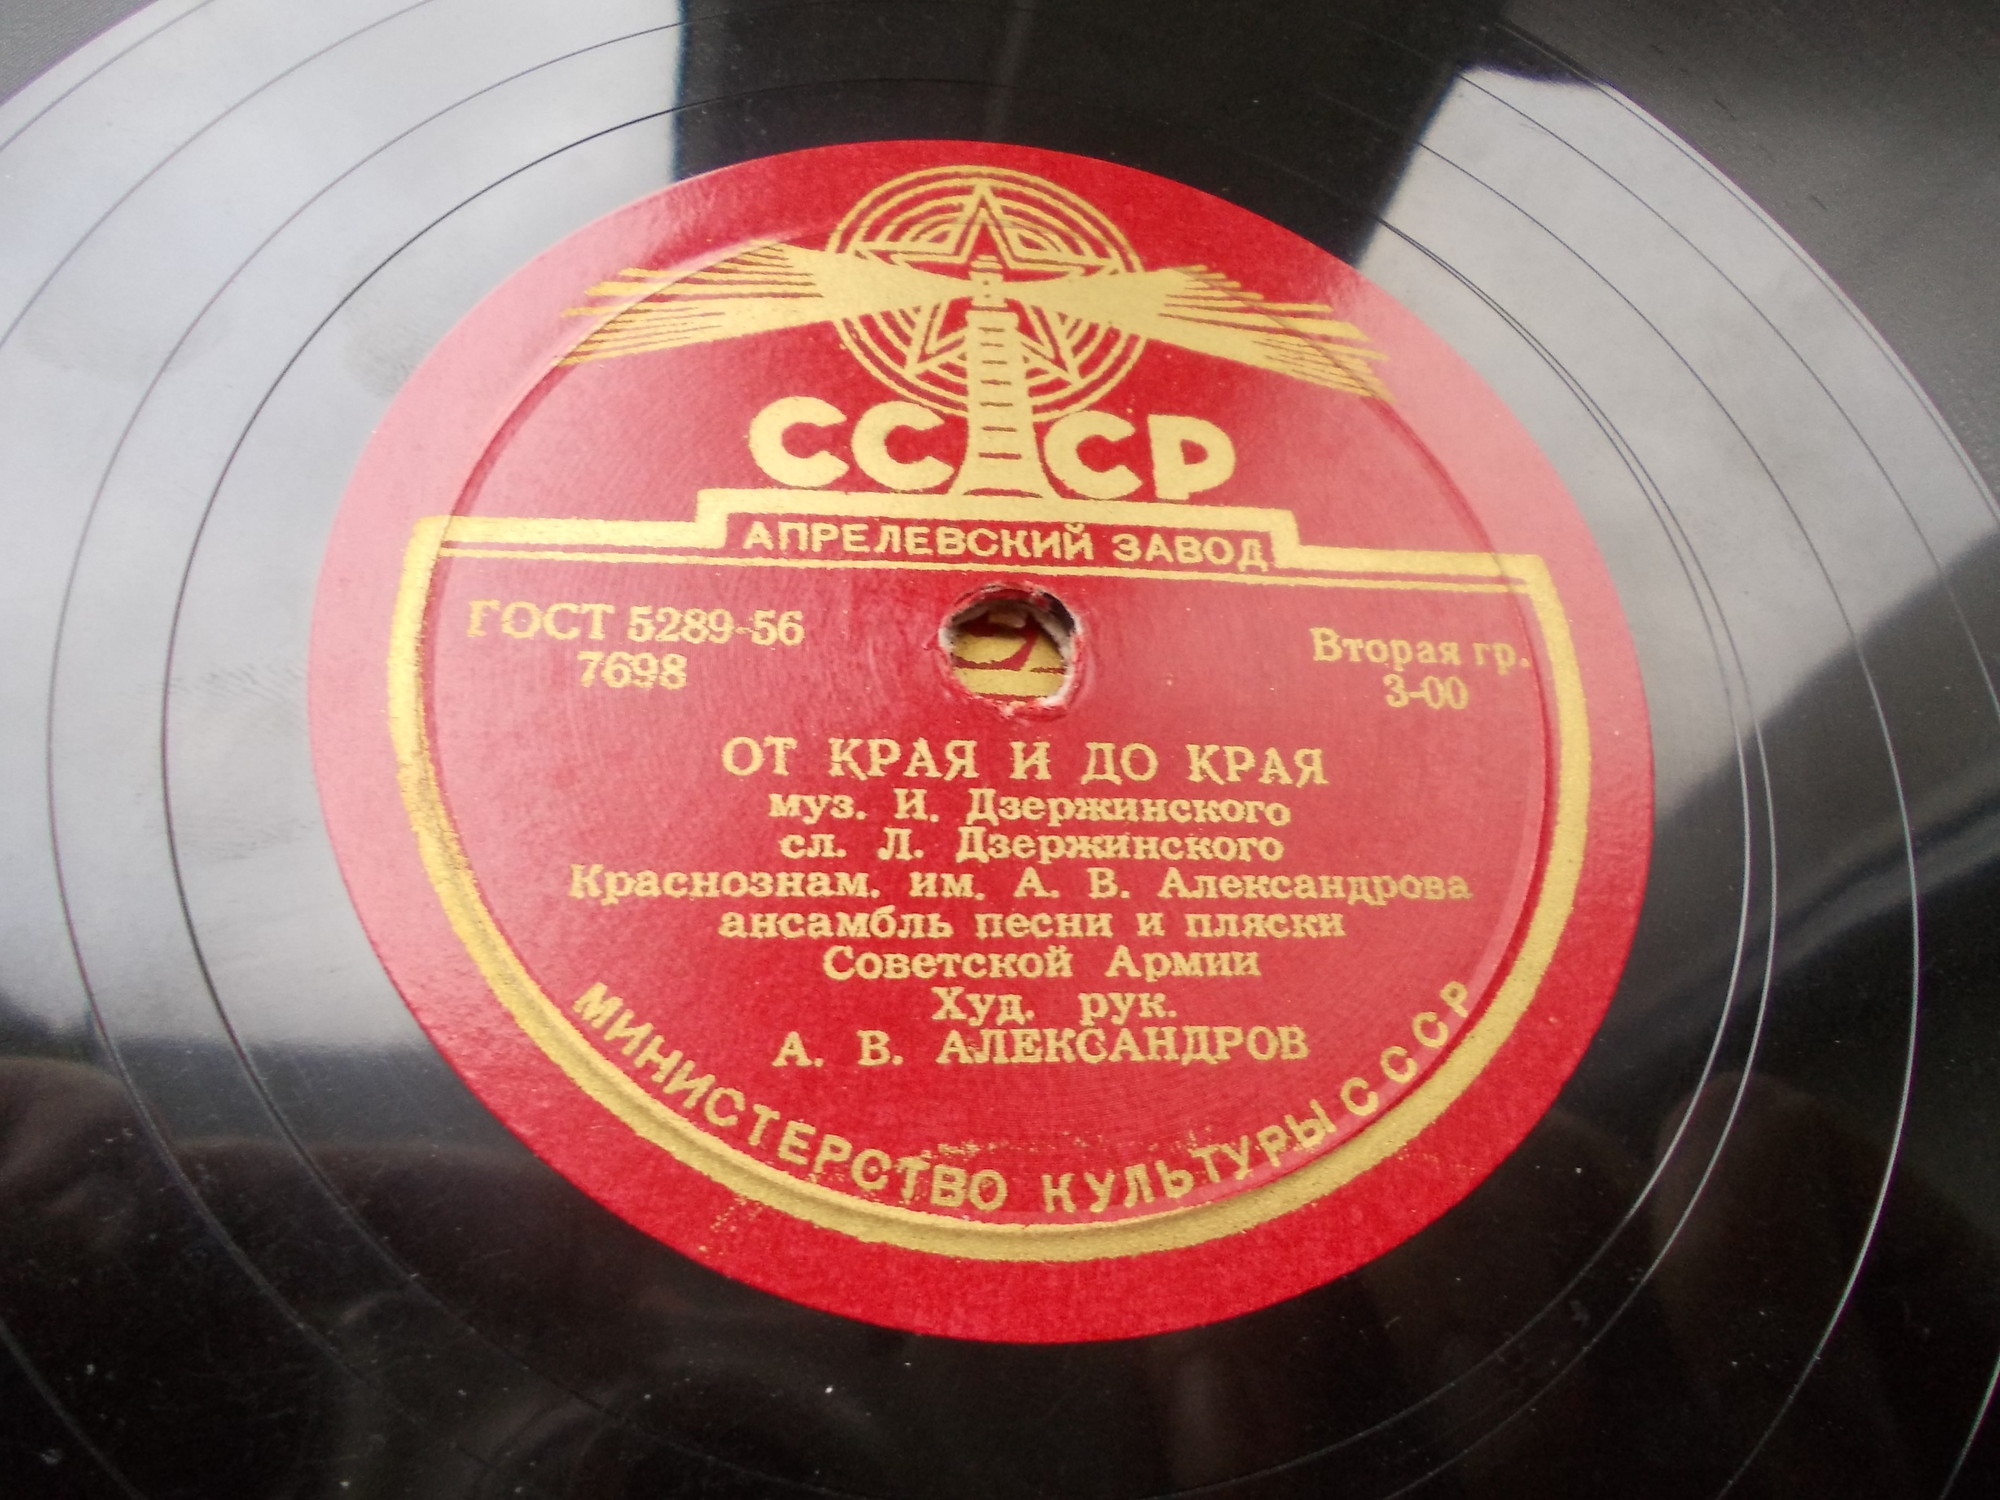 СССР
АПРЕЛЕВСКИЙ ЗАВОД
ГОСТ 5289-56
7698
Вторая гр.
3-00
ОТ КРАЯ И ДО КРАЯ
муз. И. Дзержинского
сл. Л. Дзержинского
Краснознам. им. А. В. Александрова
ансамбль песни и пляски
Советской Армии
Худ. рук.
А. В. АЛЕКСАНДРОВ
МИНИСТЕРСТВО КУЛЬТУРЫ СССР